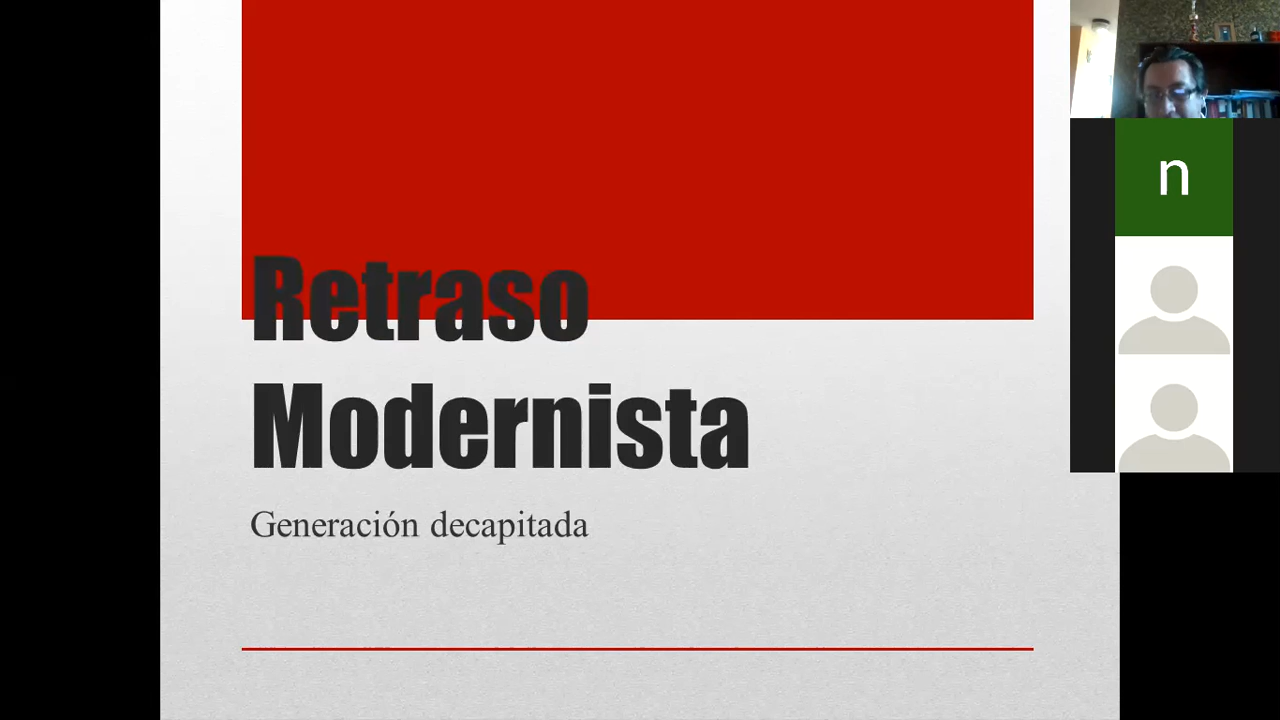 Retraso
Modernista
Generación decapitada
n